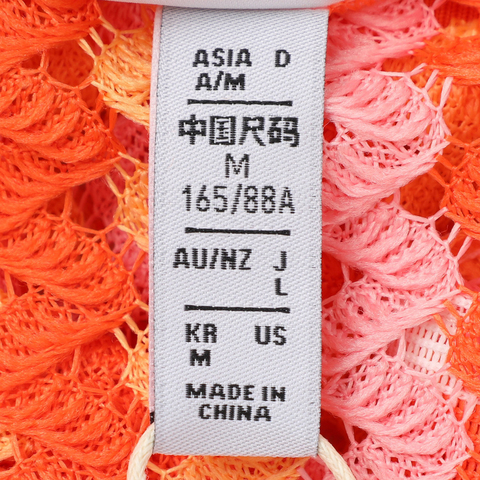 ASIA D
A/M
中国尺码
M
165/88A
AU/NZ J
L
KR US
M
MADE IN
CHINA